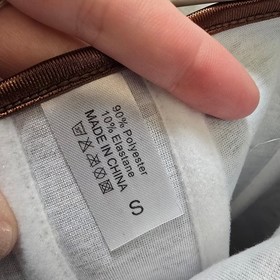 90% Polyester
10% Elastane
MADE IN CHINA
S